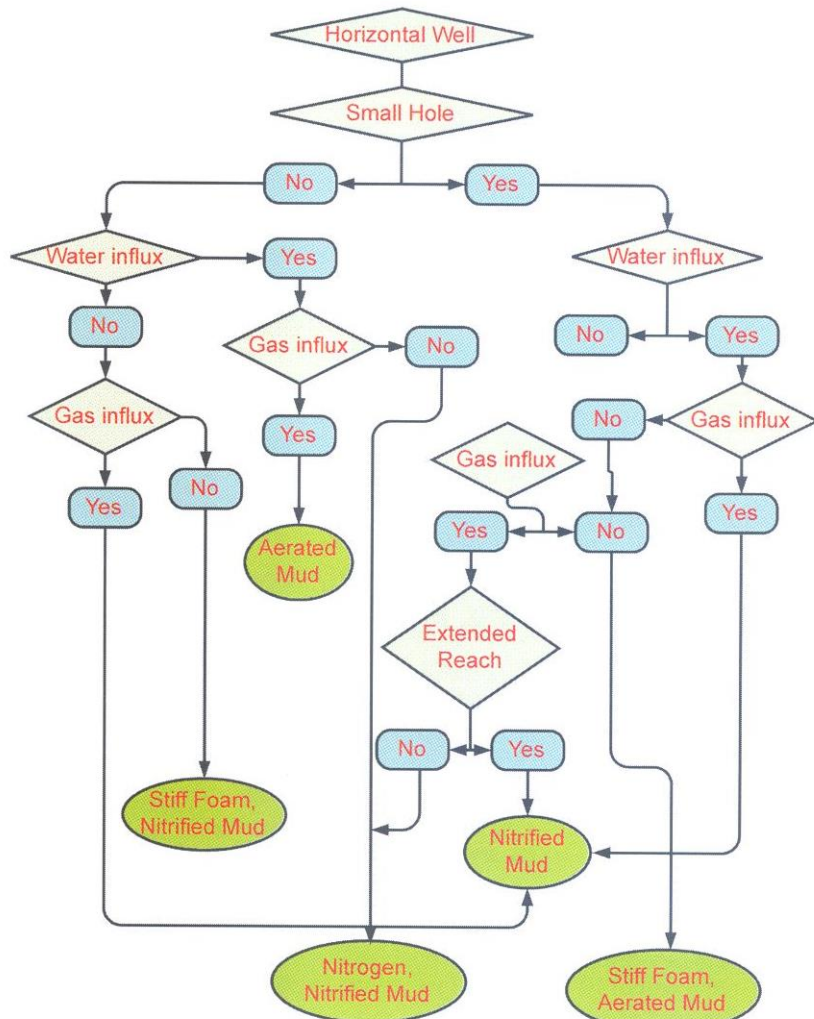 Horizontal Well
Small Hole
No
Yes
Water influx
Yes
Water influx
No
No
Yes
Gas influx
No
Gas influx
No
Gas influx
Yes
Gas influx
No
Yes
Yes
Yes
No
Aerated
Mud
Extended
Reach
No
Yes
Stiff Foam,
Nitrified Mud
Nitrified
Mud
Nitrogen,
Nitrified Mud
Stiff Foam,
Aerated Mud